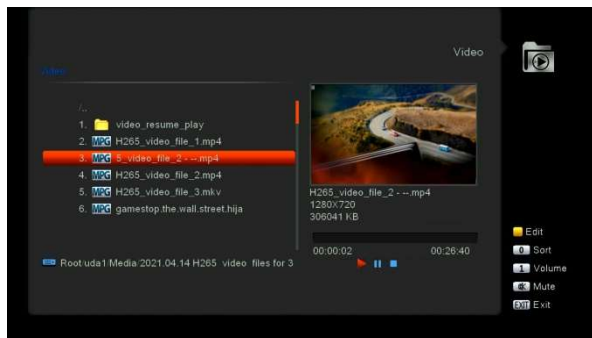 Video
Video
/..
1. video_resume_play
2. MPG H265_video_file_1.mp4
3. MPG 5_video_file_2 - --.mp4
4. MPG H265_video_file_2.mp4
5. MPG H265_video_file_3.mkv
6. MPG gamestop.the.wall.street.hija
H265_video_file_2 - --.mp4
1280X720
306041 KB
00:00:02 00:26:40
Root/uda1/Media/2021.04.14 H265 video files for 3
Edit
0 Sort
1 Volume
Mute
EXIT Exit